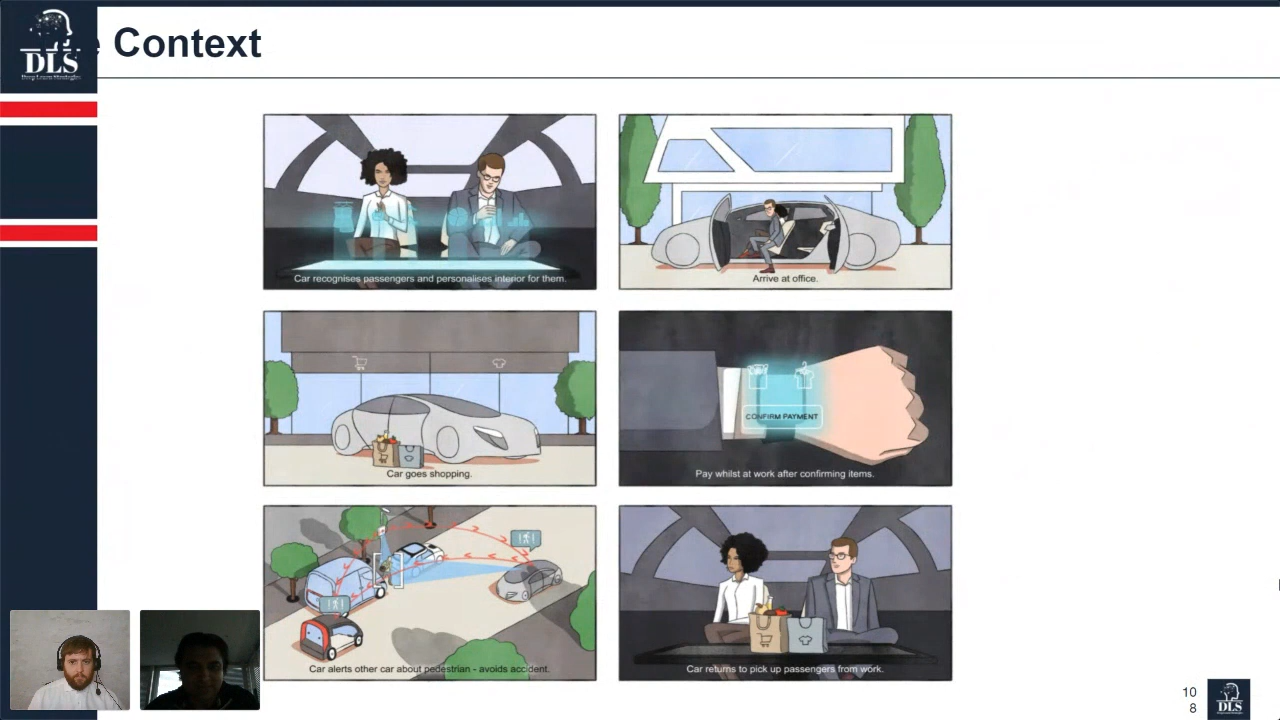 DLS
Context
Car recognises passengers and personalises interior for them.
Arrive at office.
Car goes shopping.
CONFIRM PAYMENT
Pay whilst at work after confirming items.
Car alerts other car about pedestrian - avoids accident.
Car returns to pick up passengers from work.
10
8
DLS